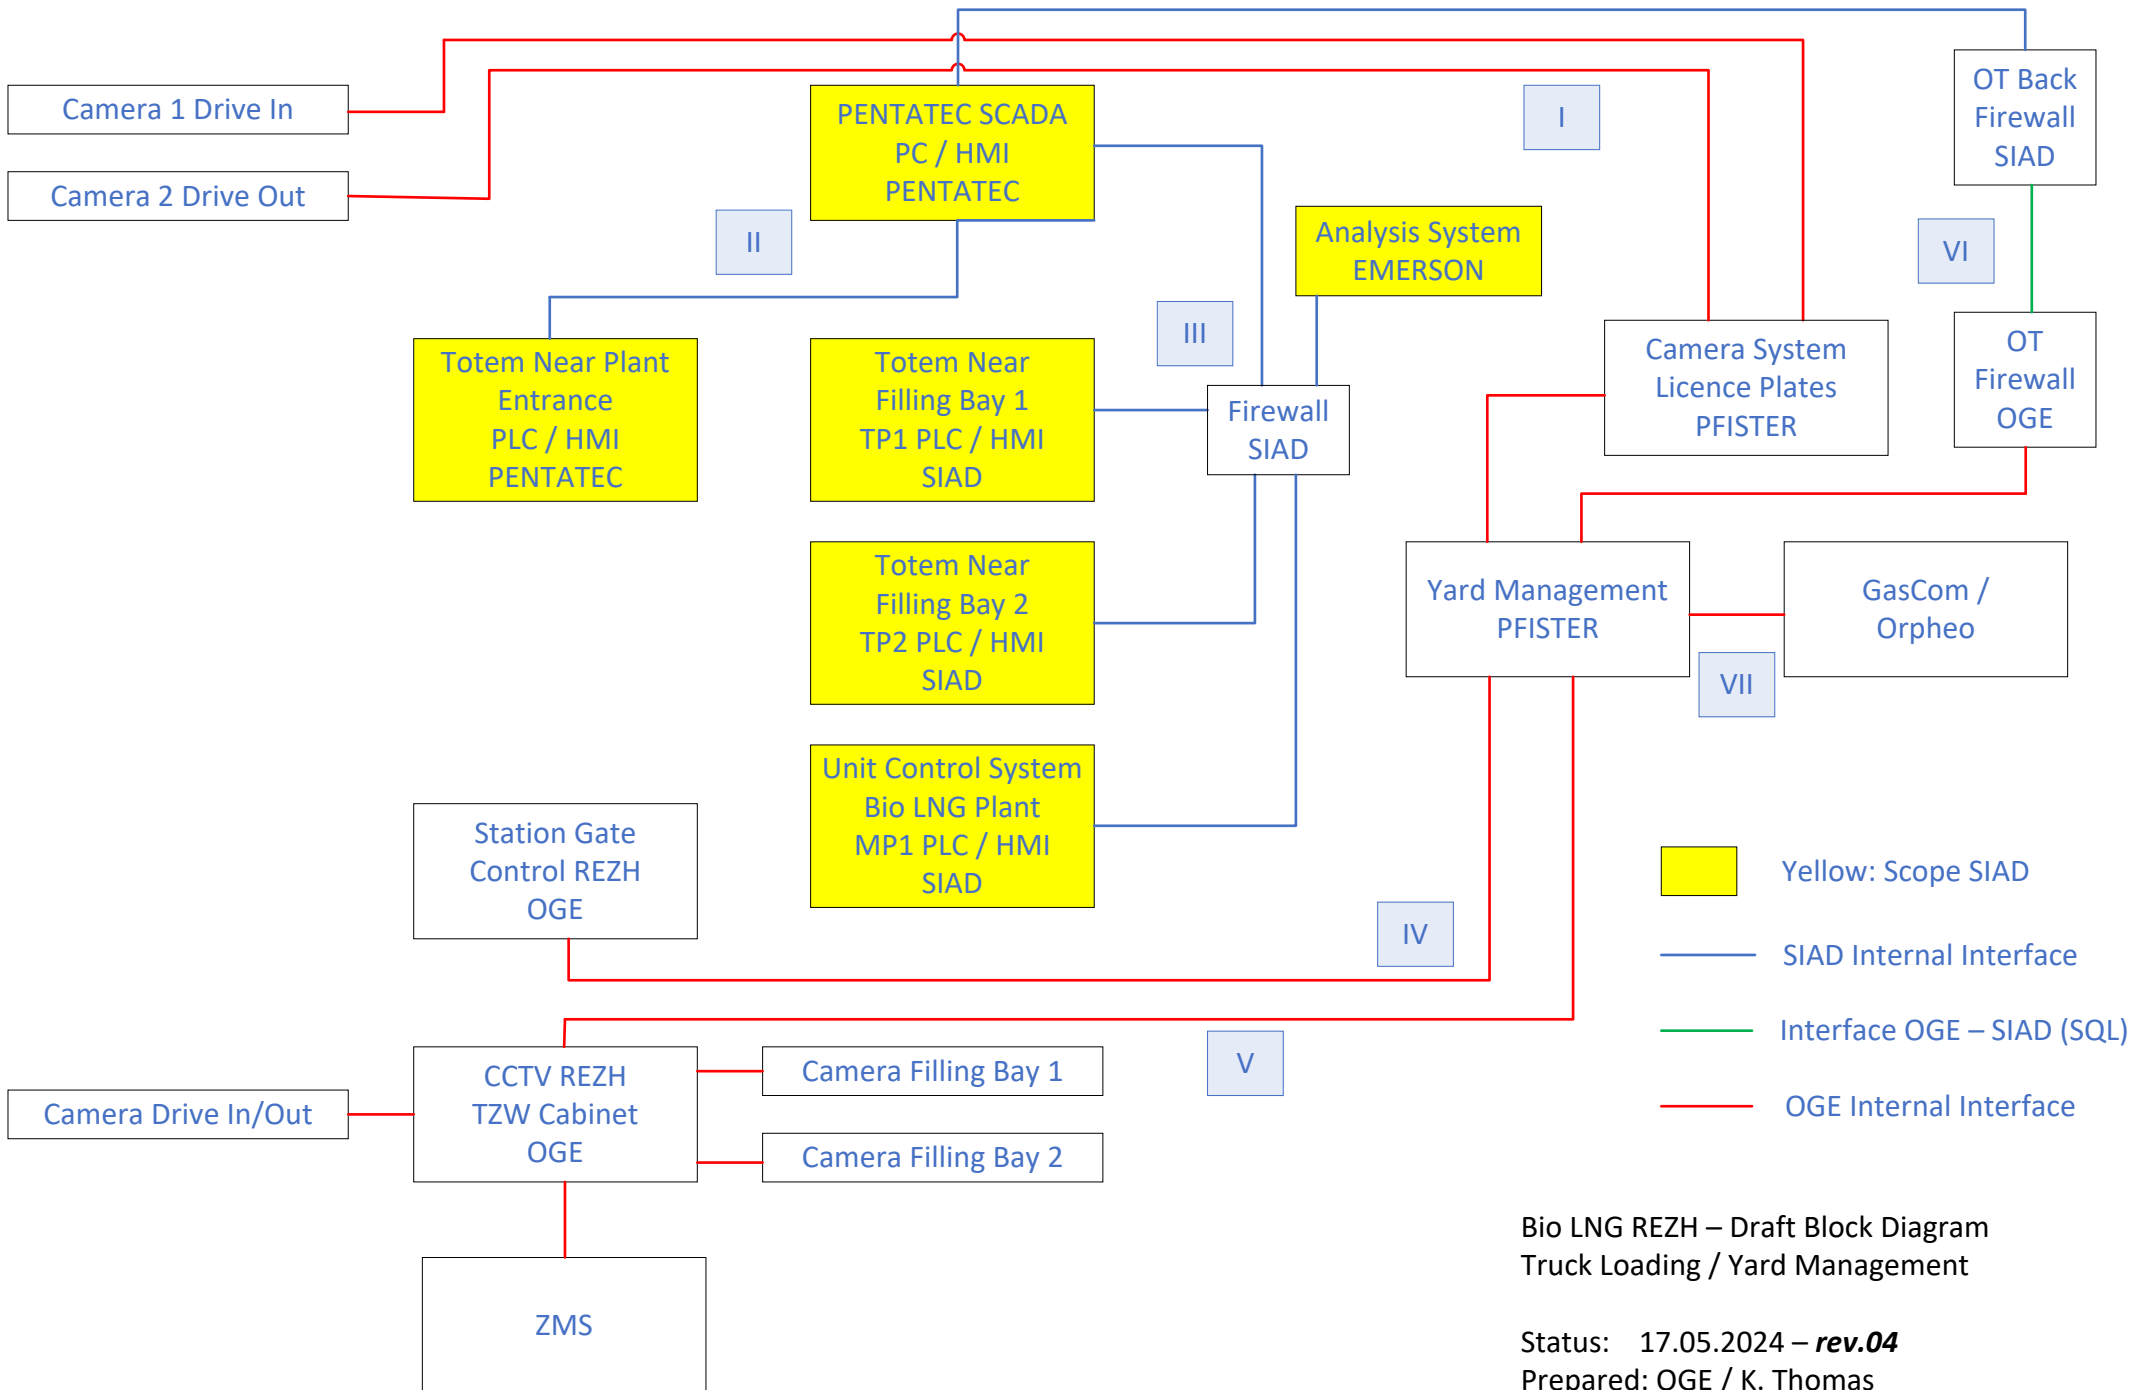 Camera 1 Drive In
Camera 2 Drive Out
PENTATEC SCADA
PC / HMI
PENTATEC
I
OT Back
Firewall
SIAD
II
Analysis System
EMERSON
VI
III
Totem Near Plant
Entrance
PLC / HMI
PENTATEC
Totem Near
Filling Bay 1
TP1 PLC / HMI
SIAD
Firewall
SIAD
Camera System
Licence Plates
PFISTER
OT
Firewall
OGE
Totem Near
Filling Bay 2
TP2 PLC / HMI
SIAD
Yard Management
PFISTER
GasCom /
Orpheo
VII
Unit Control System
Bio LNG Plant
MP1 PLC / HMI
SIAD
Station Gate
Control REZH
OGE
IV
Yellow: Scope SIAD
SIAD Internal Interface
Interface OGE – SIAD (SQL)
OGE Internal Interface
V
Camera Drive In/Out
CCTV REZH
TZW Cabinet
OGE
Camera Filling Bay 1
Camera Filling Bay 2
ZMS
Bio LNG REZH – Draft Block Diagram
Truck Loading / Yard Management
Status: 17.05.2024 – rev.04
Prepared: OGE / K. Thomas